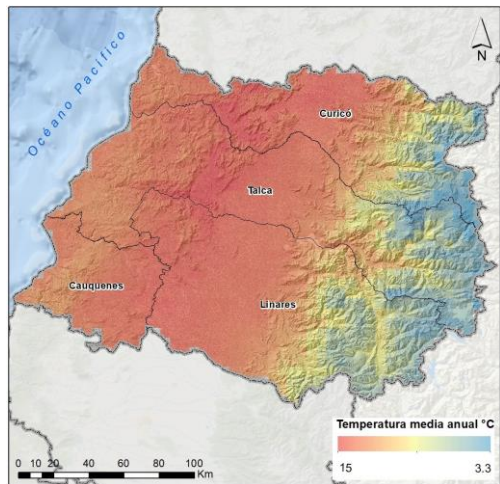 Océano Pacífico
N
Curicó
Talca
Cauquenes
Linares
Temperatura media anual °C
15 3.3
0 10 20 40 60 80 100
Km